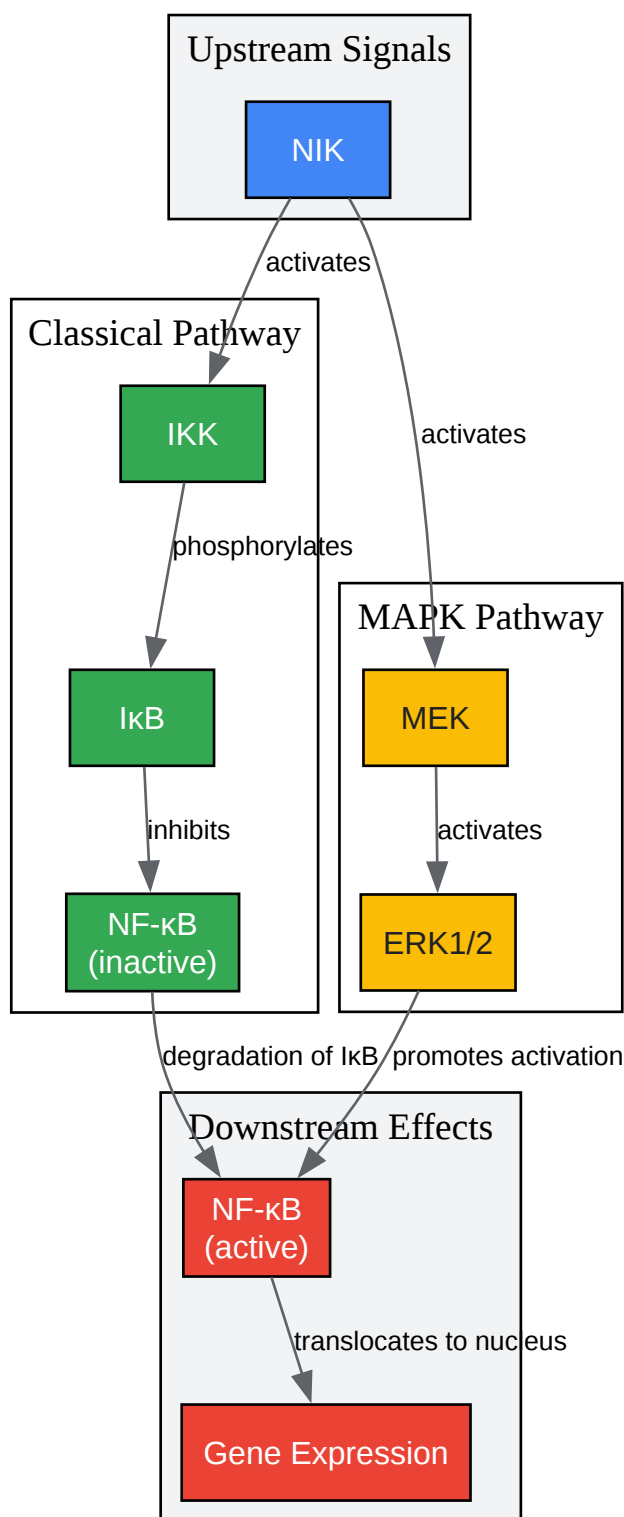 Upstream Signals
NIK
activates
Classical Pathway
IKK
activates
phosphorylates
MAPK Pathway
IκB
MEK
inhibits
activates
NF-κB
(inactive)
ERK1/2
degradation of IκB
promotes activation
Downstream Effects
NF-κB
(active)
translocates to nucleus
Gene Expression